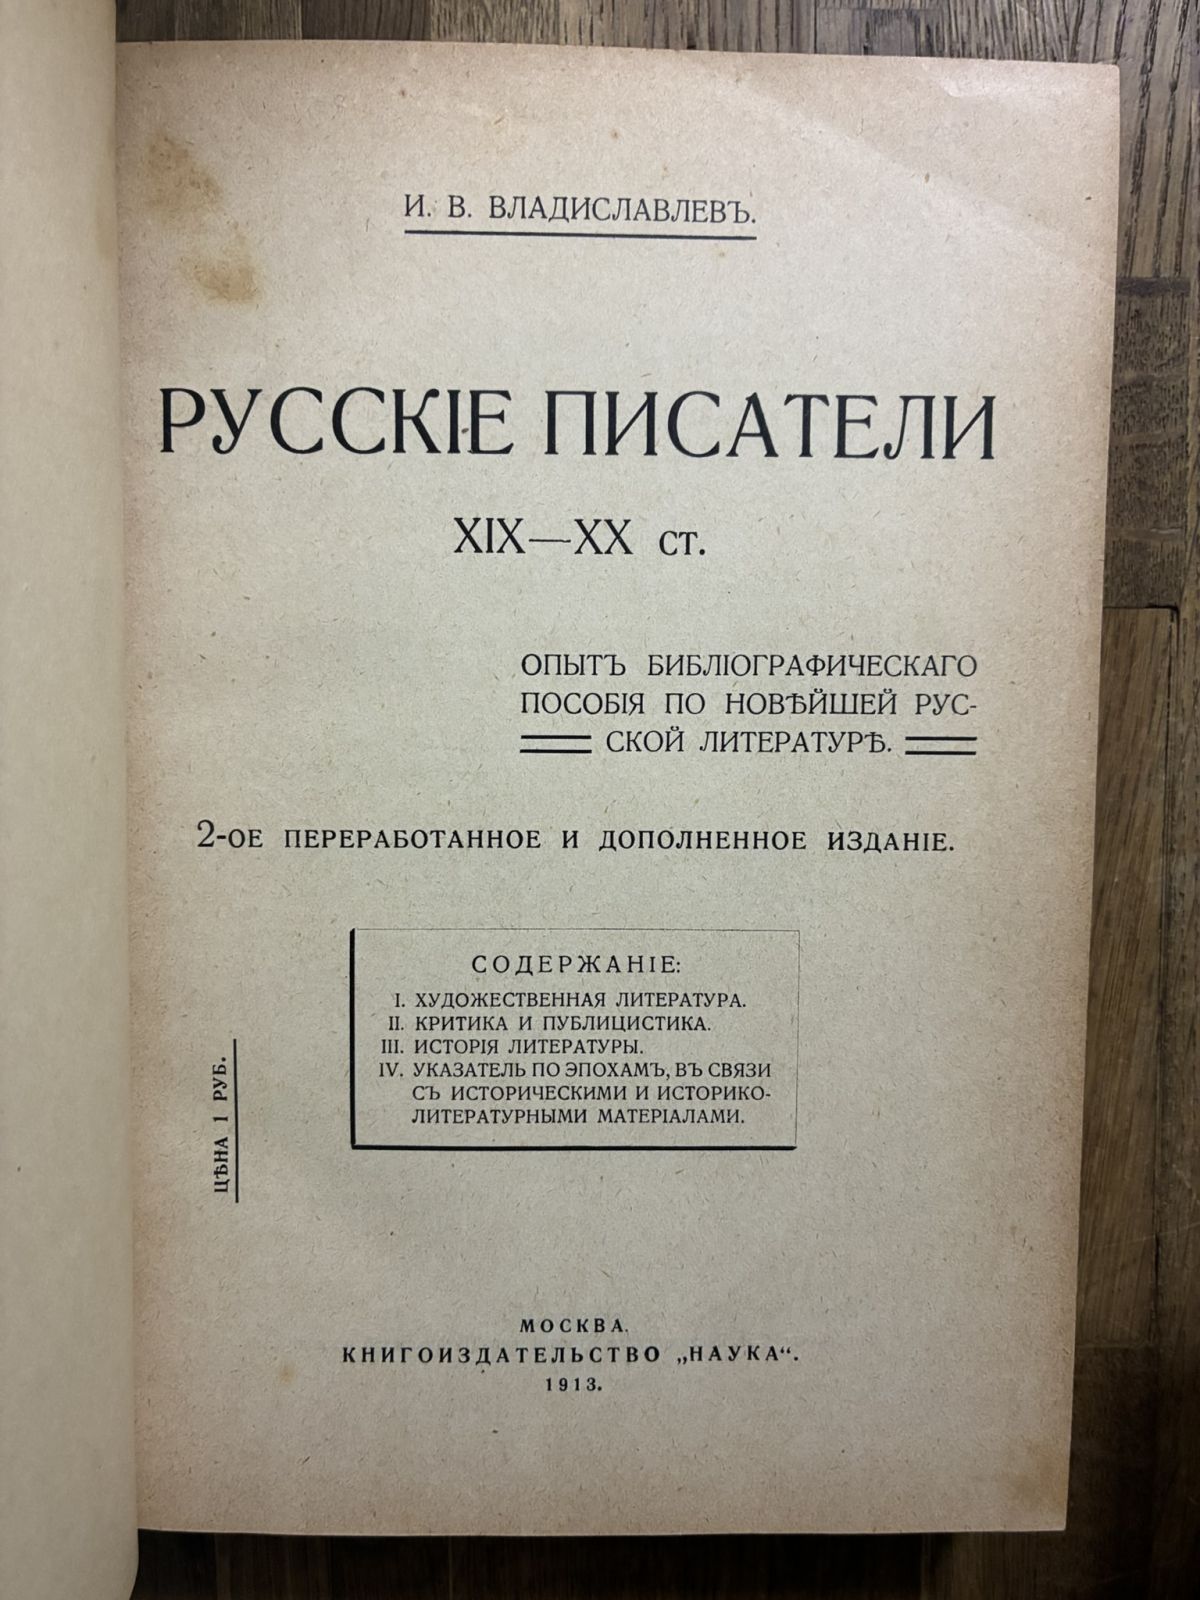 И. В. ВЛАДИСЛАВЛЕВЪ.
РУССКІЕ ПИСАТЕЛИ
XIX—XX ст.
ОПЫТЪ БИБЛІОГРАФИЧЕСКАГО
ПОСОБІЯ ПО НОВѢЙШЕЙ РУС-
СКОЙ ЛИТЕРАТУРѢ.
2-ОЕ ПЕРЕРАБОТАННОЕ И ДОПОЛНЕННОЕ ИЗДАНІЕ.
СОДЕРЖАНІЕ:
I. ХУДОЖЕСТВЕННАЯ ЛИТЕРАТУРА.
II. КРИТИКА И ПУБЛИЦИСТИКА.
III. ИСТОРІЯ ЛИТЕРАТУРЫ.
IV. УКАЗАТЕЛЬ ПО ЭПОХАМЪ, ВЪ СВЯЗИ
СЪ ИСТОРИЧЕСКИМИ И ИСТОРИКО-
ЛИТЕРАТУРНЫМИ МАТЕРІАЛАМИ.
ЦѢНА 1 РУБ.
МОСКВА.
КНИГОИЗДАТЕЛЬСТВО „НАУКА“.
1913.